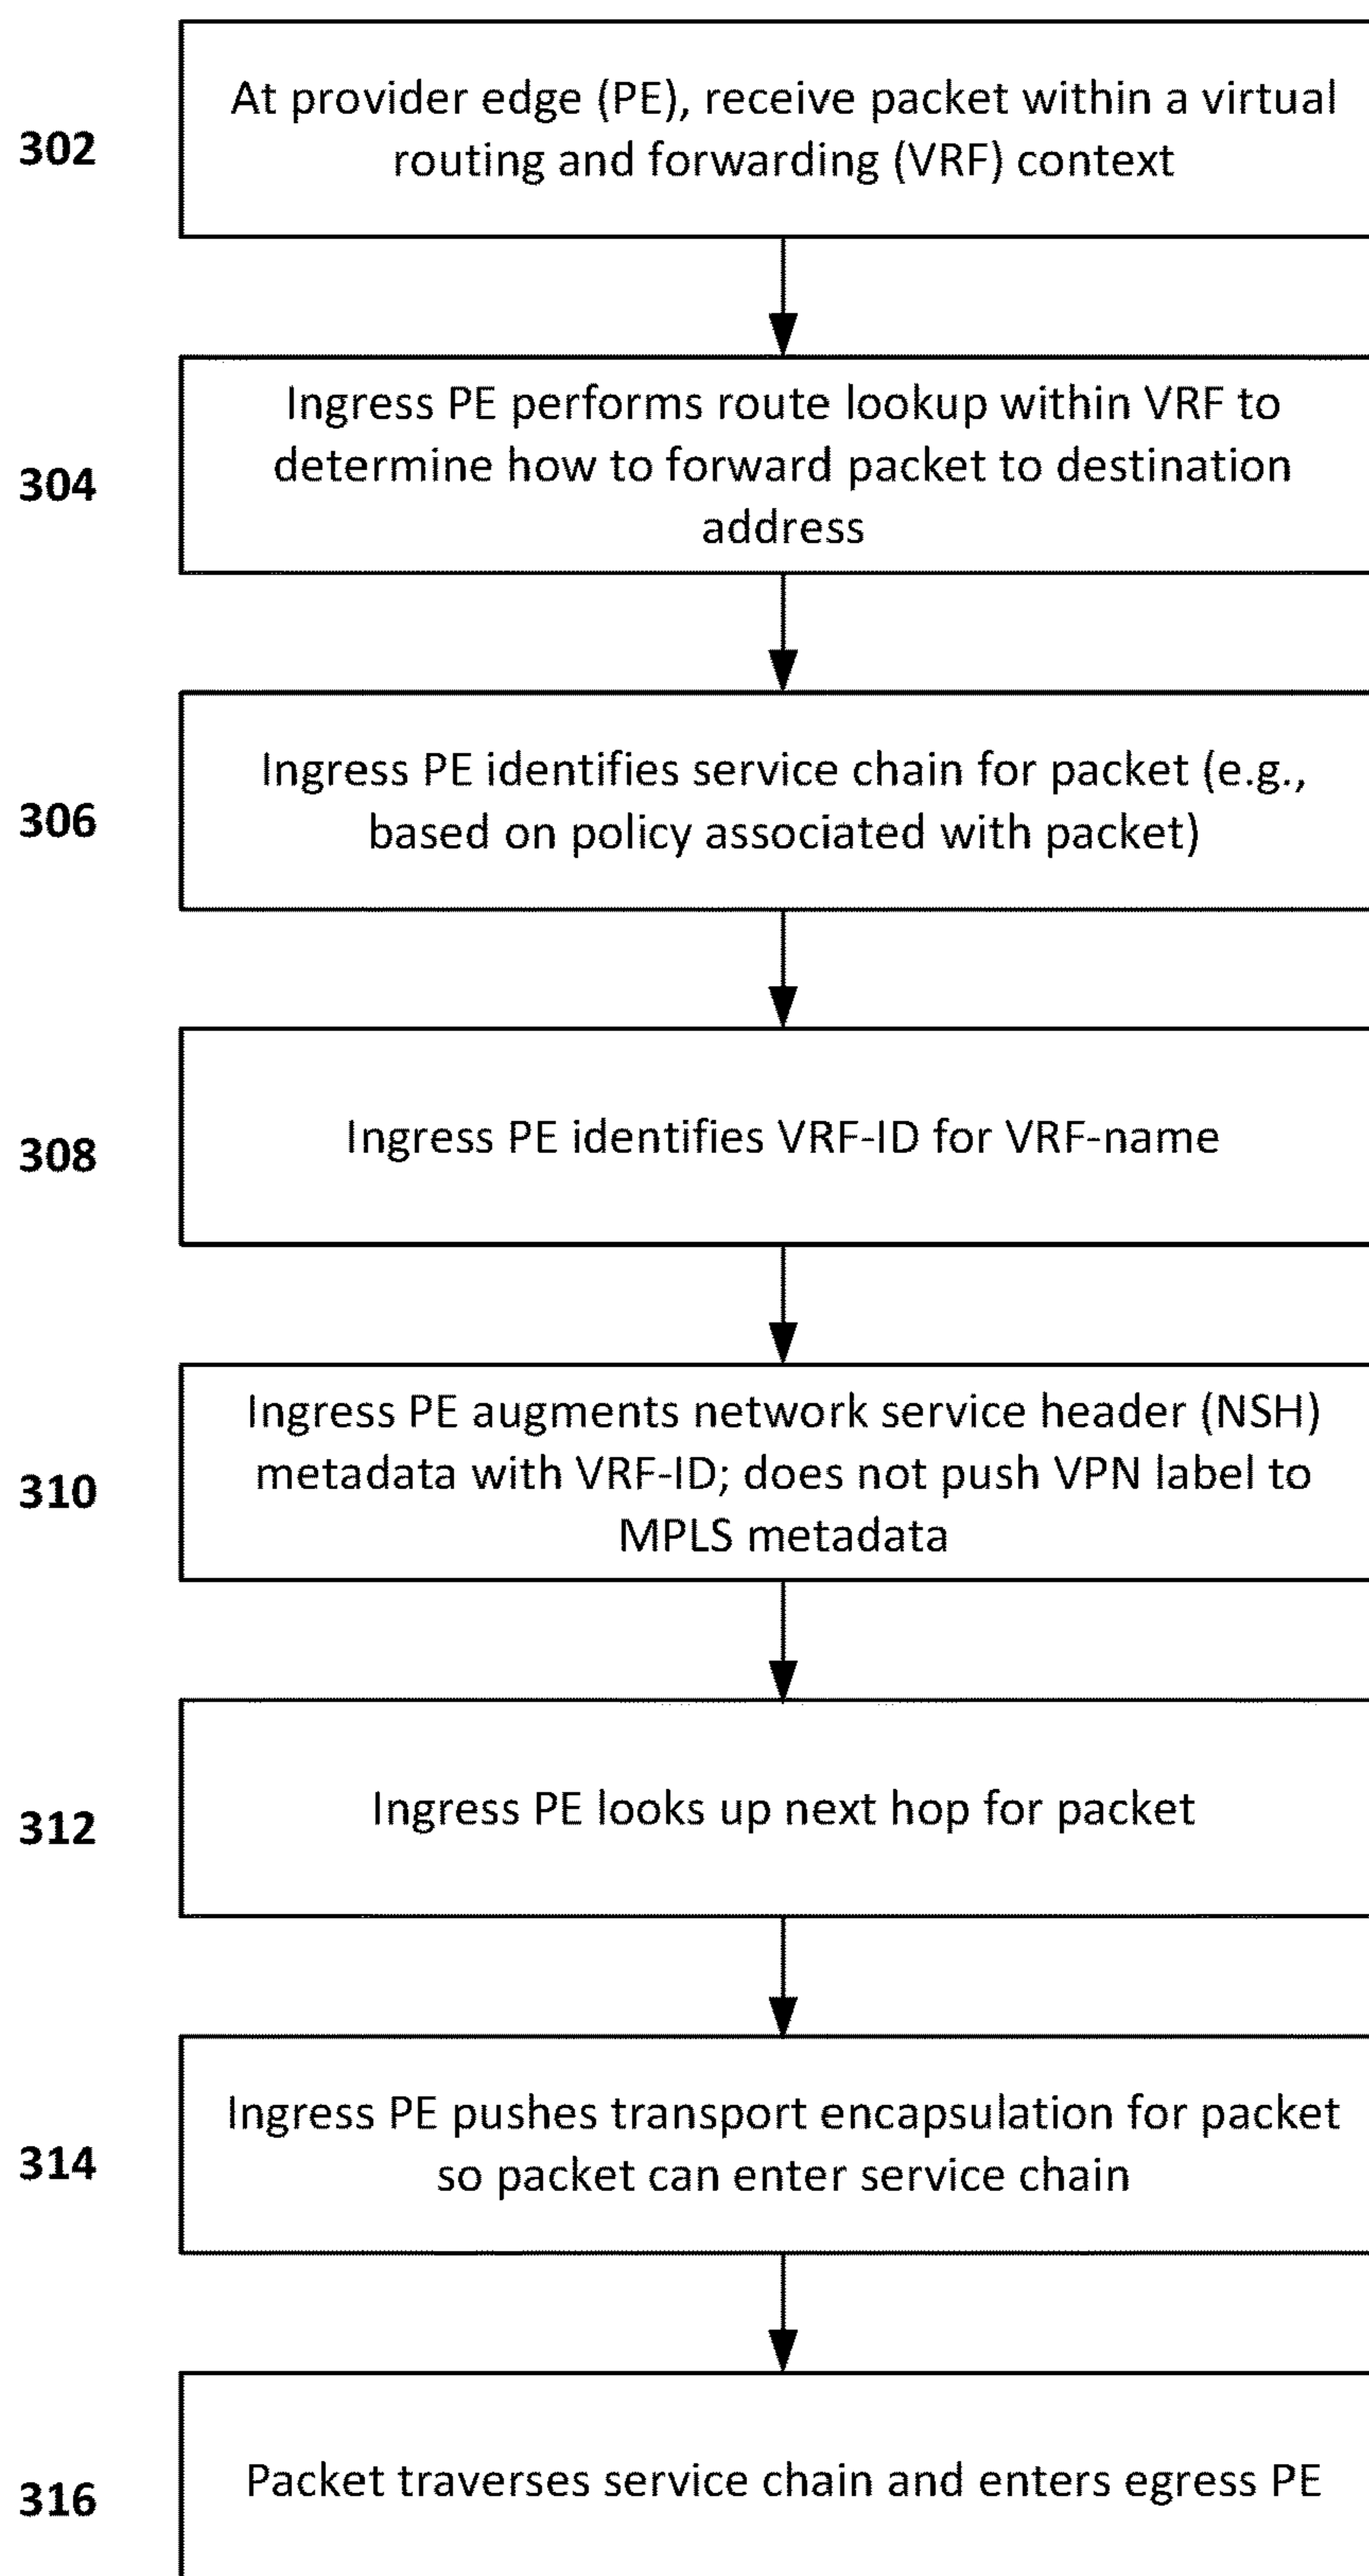 302
At provider edge (PE), receive packet within a virtual
routing and forwarding (VRF) context
304
Ingress PE performs route lookup within VRF to
determine how to forward packet to destination
address
306
Ingress PE identifies service chain for packet (e.g.,
based on policy associated with packet)
308
Ingress PE identifies VRF-ID for VRF-name
310
Ingress PE augments network service header (NSH)
metadata with VRF-ID; does not push VPN label to
MPLS metadata
312
Ingress PE looks up next hop for packet
314
Ingress PE pushes transport encapsulation for packet
so packet can enter service chain
316
Packet traverses service chain and enters egress PE